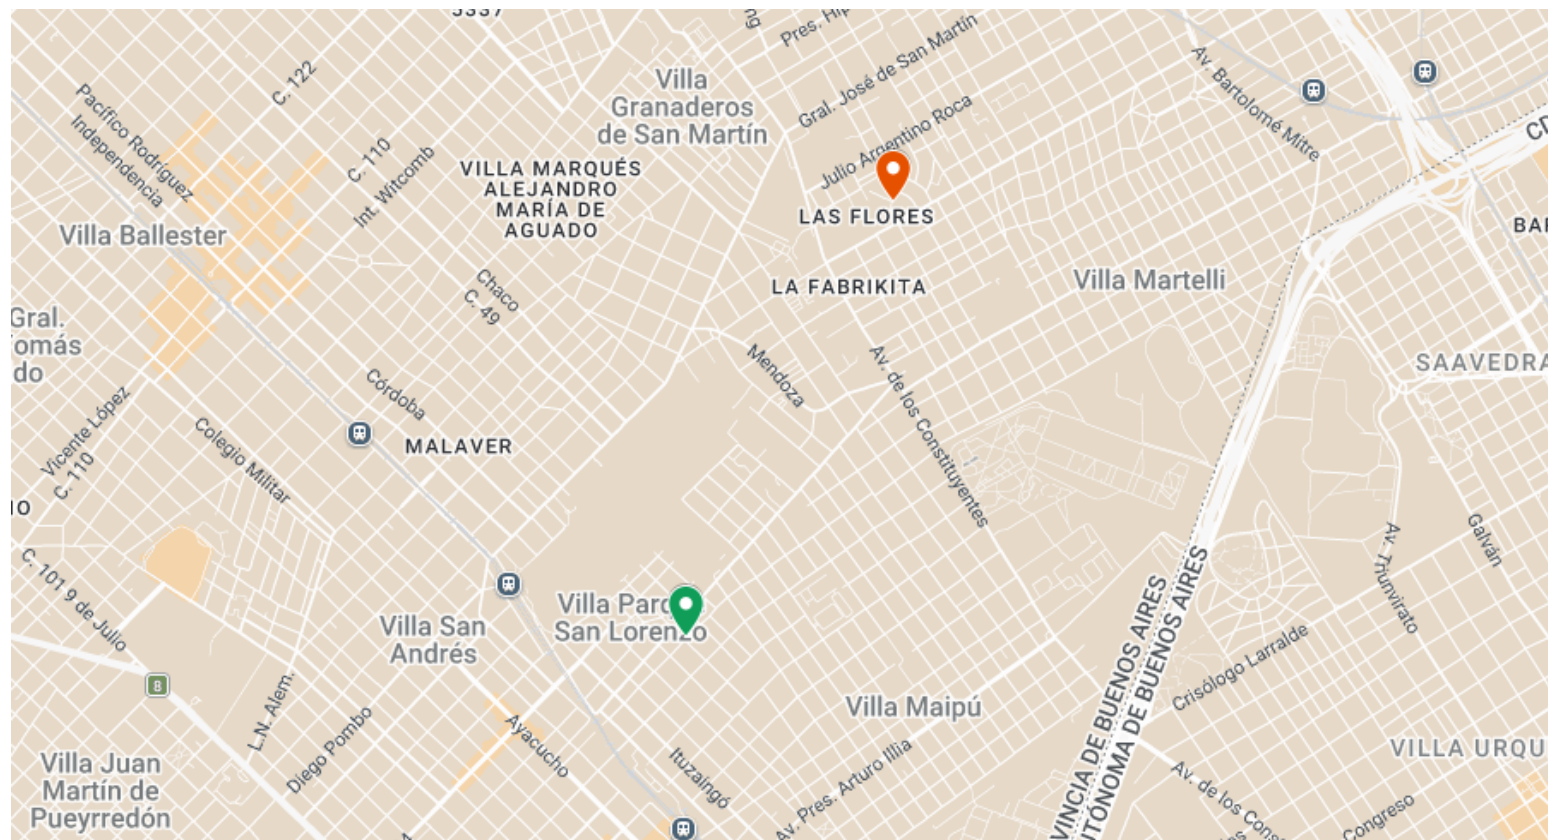 Pres. Hip
Gral. José de San Martín
Villa
Granaderos
de San Martín
Av. Bartolomé Mitre
C. 122
Pacífico Rodríguez
Independencia
C. 110
Int. Witcomb
Julio Argentino Roca
VILLA MARQUÉS
ALEJANDRO
MARÍA DE
AGUADO
LAS FLORES
Villa Ballester
Chaco
C. 49
LA FABRIKITA
Villa Martelli
Gral.
omás
do
SAAVEDRA
Mendoza
Av. de los Constituyentes
Córdoba
Vicente López
C. 110
Colegio Militar
MALAVER
C. 101 9 de Julio
Av. Triunvirato
Galván
Villa San
Andrés
San Lorenzo
8
L.N. Alem.
Diego Pombo
Ayacucho
Ituzaingó
Villa Maipú
Av. Pres. Arturo Illia
VINCIA DE BUENOS AIRES
UTÓNOMA DE BUENOS AIRES
Crisólogo Larralde
VILLA URQU
Av. de los Cons
Congreso
Villa Juan
Martín de
Pueyrredón